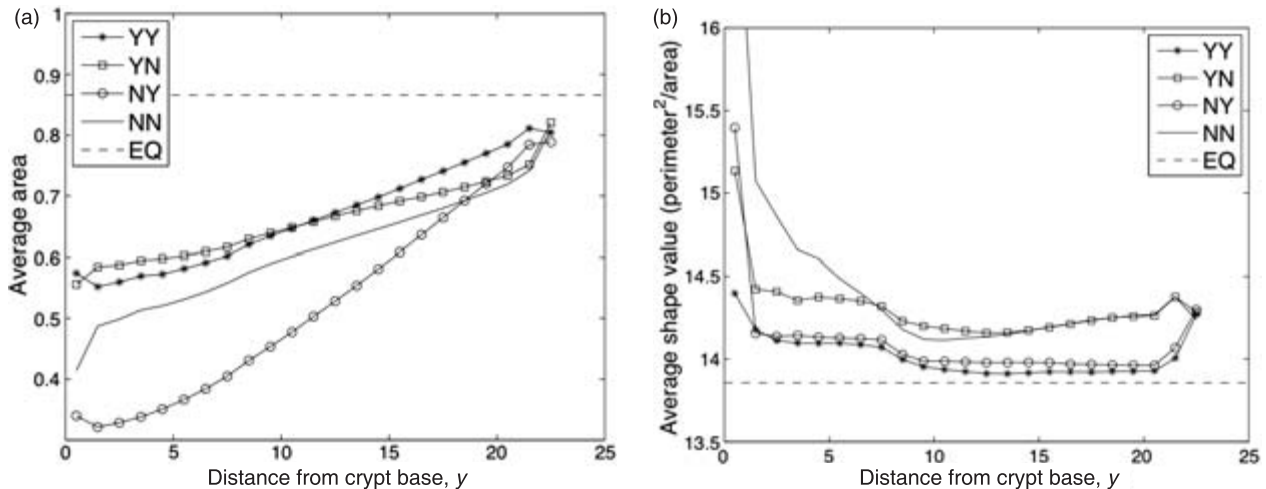 (a)
1
YY
YN
0.9
NY
NN
0.8
EQ
Average area
0.7
0.6
0.5
0.4
0
5
10
15
20
25
Distance from crypt base, y
(b)
16
YY
YN
15.5
NY
NN
EQ
Average shape value (perimeter²/area)
15
14.5
14
13.5
0
5
10
15
20
25
Distance from crypt base, y